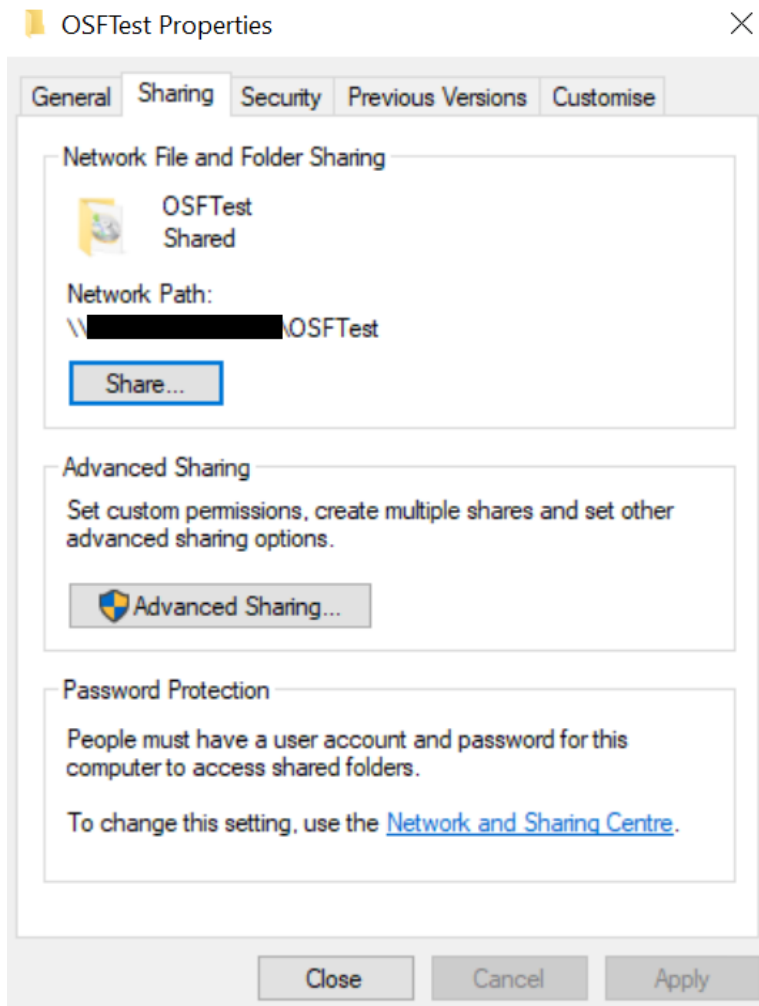 OSFTest Properties
General Sharing Security Previous Versions Customise
Network File and Folder Sharing
OSFTest
Shared
Network Path:
\\ \OSFTest
Share...
Advanced Sharing
Set custom permissions, create multiple shares and set other
advanced sharing options.
Advanced Sharing...
Password Protection
People must have a user account and password for this
computer to access shared folders.
To change this setting, use the Network and Sharing Centre.
Close Cancel Apply